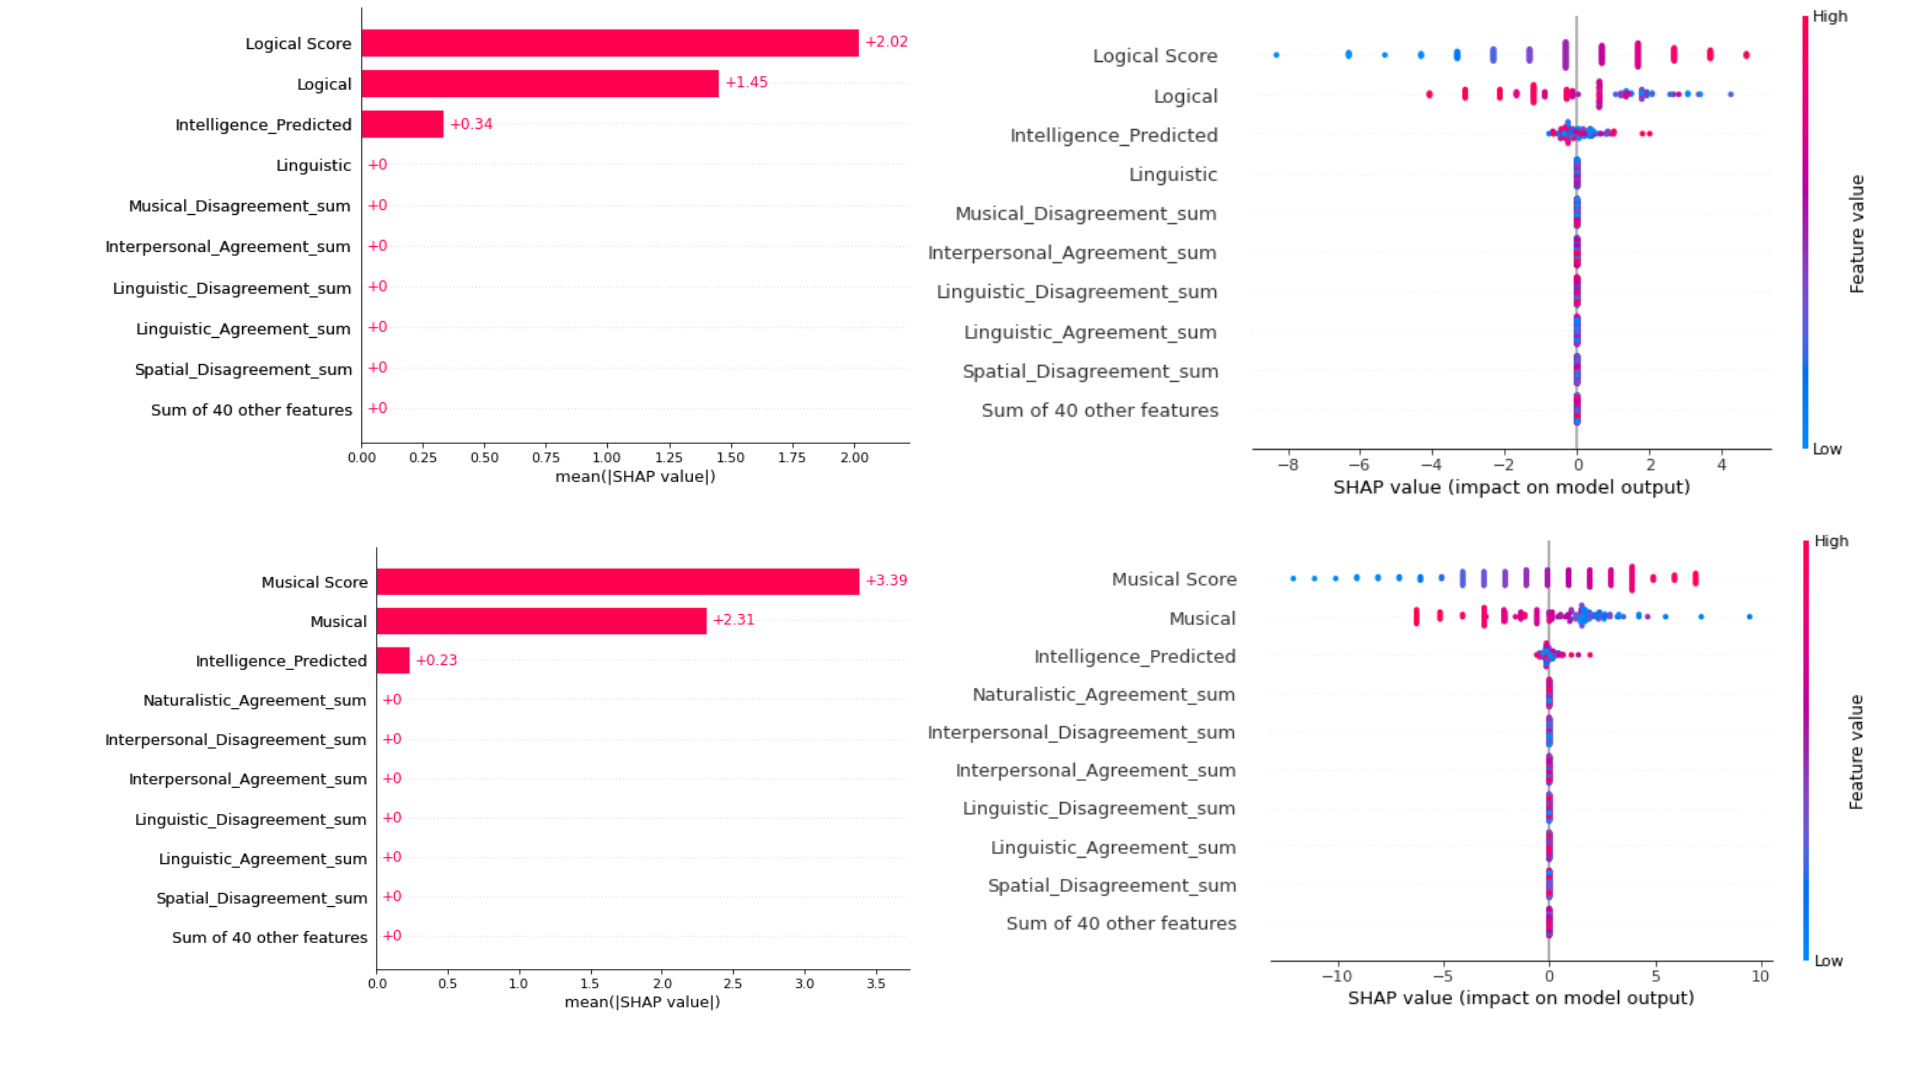 Logical Score
+2.02
Logical
+1.45
Intelligence_Predicted
+0.34
Linguistic
+0
Musical_Disagreement_sum
+0
Interpersonal_Agreement_sum
+0
Linguistic_Disagreement_sum
+0
Linguistic_Agreement_sum
+0
Spatial_Disagreement_sum
+0
Sum of 40 other features
+0
0.00 0.25 0.50 0.75 1.00 1.25 1.50 1.75 2.00
mean(|SHAP value|)
High
Logical Score
Logical
Intelligence_Predicted
Linguistic
Musical_Disagreement_sum
Interpersonal_Agreement_sum
Linguistic_Disagreement_sum
Linguistic_Agreement_sum
Spatial_Disagreement_sum
Sum of 40 other features
Feature value
Low
−8 −6 −4 −2 0 2 4
SHAP value (impact on model output)
Musical Score
+3.39
Musical
+2.31
Intelligence_Predicted
+0.23
Naturalistic_Agreement_sum
+0
Interpersonal_Disagreement_sum
+0
Interpersonal_Agreement_sum
+0
Linguistic_Disagreement_sum
+0
Linguistic_Agreement_sum
+0
Spatial_Disagreement_sum
+0
Sum of 40 other features
+0
0.0 0.5 1.0 1.5 2.0 2.5 3.0 3.5
mean(|SHAP value|)
High
Musical Score
Musical
Intelligence_Predicted
Naturalistic_Agreement_sum
Interpersonal_Disagreement_sum
Interpersonal_Agreement_sum
Linguistic_Disagreement_sum
Linguistic_Agreement_sum
Spatial_Disagreement_sum
Sum of 40 other features
Feature value
Low
−10 −5 0 5 10
SHAP value (impact on model output)